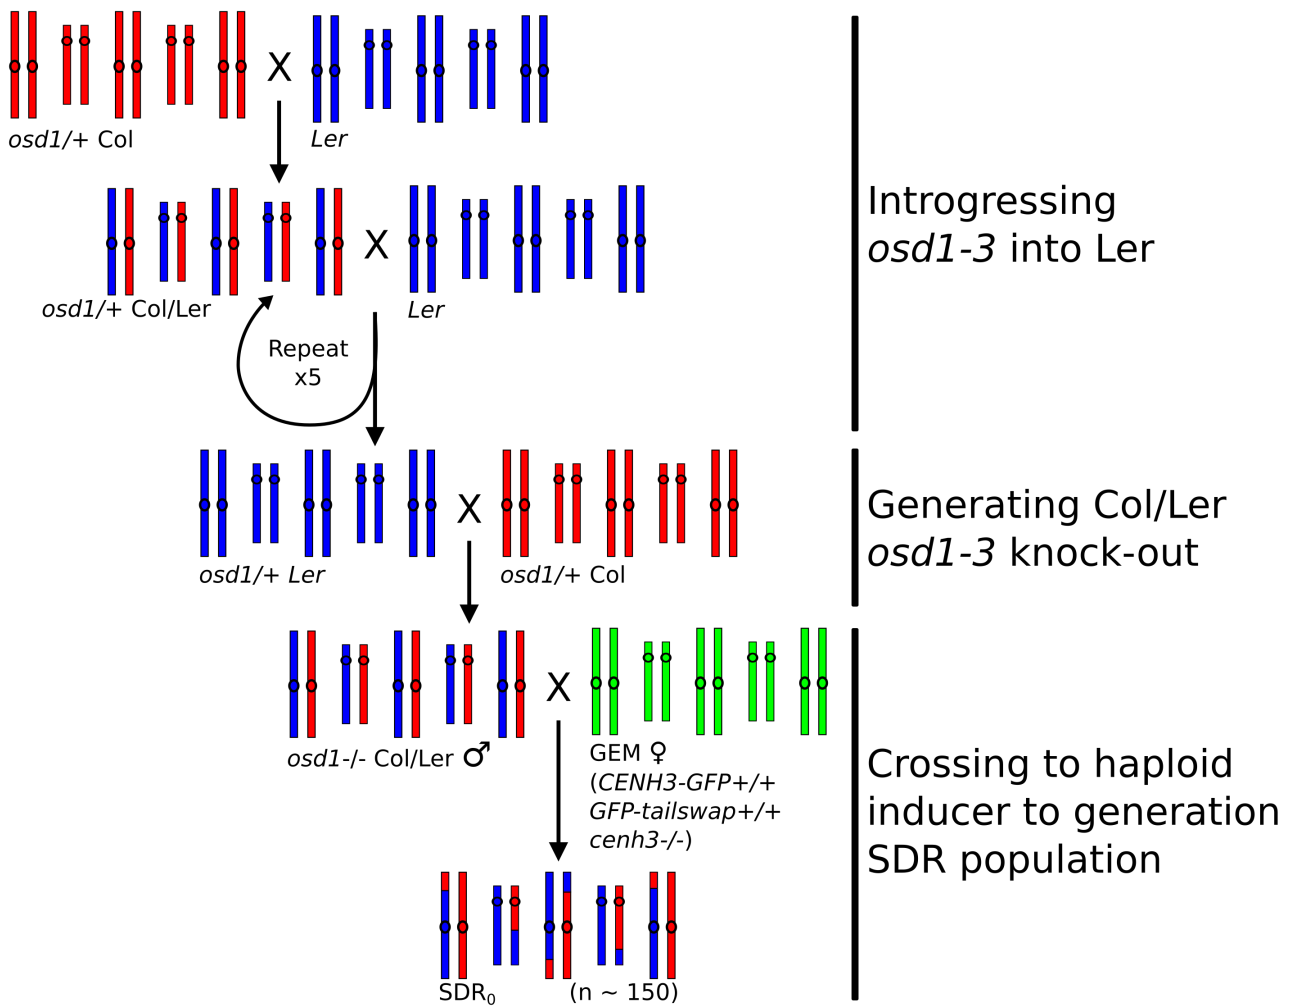 X
osd1/+ Col
Ler
Introgressing
osd1-3 into Ler
X
osd1/+ Col/Ler
Ler
Repeat
x5
X
osd1/+ Ler
osd1/+ Col
Generating Col/Ler
osd1-3 knock-out
X
osd1-/- Col/Ler ♂
GEM ♀
(CENH3-GFP+/+
GFP-tailswap+/+
cenh3-/-)
Crossing to haploid
inducer to generation
SDR population
SDR₀
(n ~ 150)